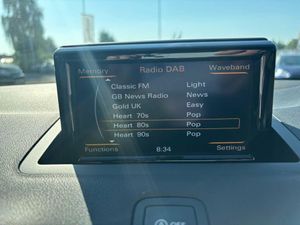 Memory Radio DAB Waveband
Classic FM Light
GB News Radio News
Gold UK Easy
Heart 70s Pop
Heart 80s Pop
Heart 90s Pop
Functions 8:34 Settings
OFF